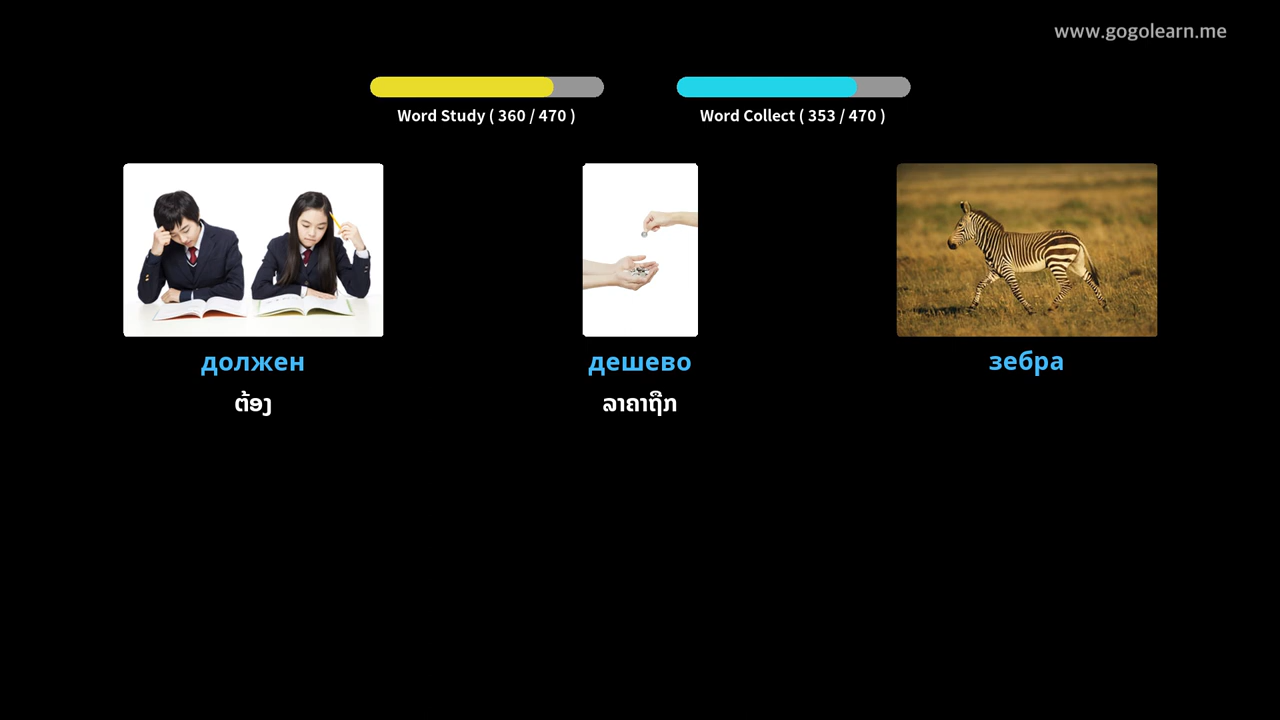 www.gogolearn.me
Word Study ( 360 / 470 )
Word Collect ( 353 / 470 )
должен
дешево
зебра
ຕ້ອງ
ລາຄາຖືກ